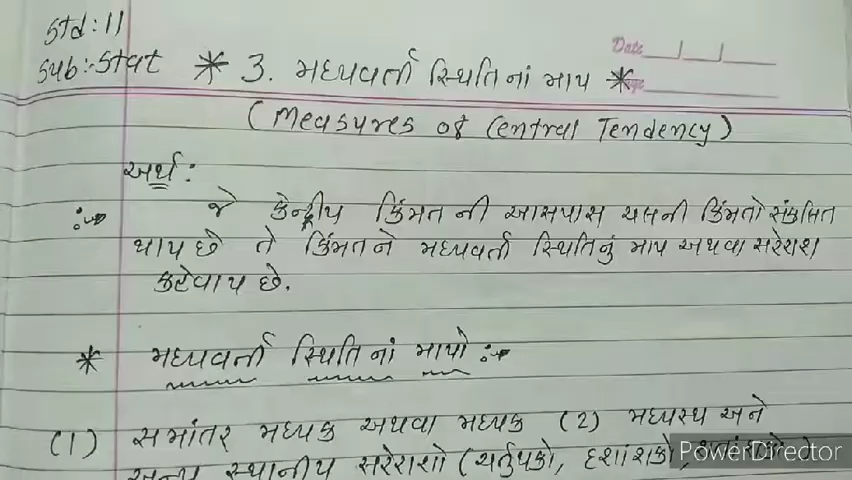 Std:11
Sub:-Stat * 3. મધ્યવર્તી સ્થિતિનાં માપ *
Date
(Measures of Central Tendency)
અર્થ:
:→ જે કેન્દ્રીય કિંમત ની આસપાસ ચલની કિંમતો સંકલિત
થાય છે તે કિંમતને મધ્યવર્તી સ્થિતિનું માપ અથવા સરેરાશ
કહેવાય છે.
* મધ્યવર્તી સ્થિતિનાં માપો :→
(1) સમાંતર મધ્યક અથવા મધ્યક (2) મધ્યસ્થ અને
અન્ય સ્થાનીય સરેરાશો (ચર્તુથકો, દશાંશકો,
PowerDirector